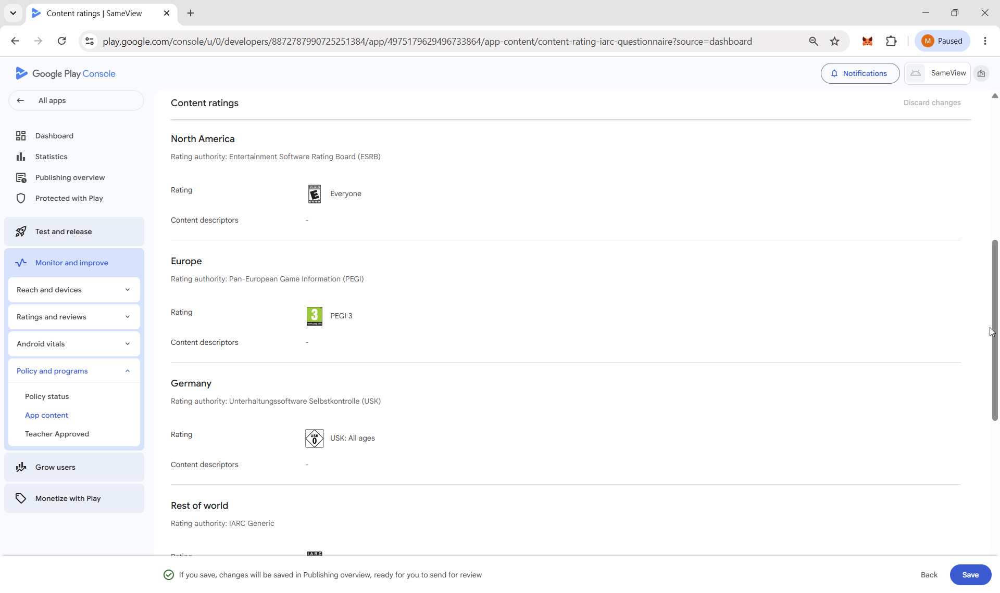 Content ratings | SameView
play.google.com/console/u/0/developers/8872787990725251384/app/4975179629496733864/app-content/content-rating-iarc-questionnaire?source=dashboard
M Paused
Google Play Console
Notifications
SameView
All apps
Dashboard
Statistics
Publishing overview
Protected with Play
Test and release
Monitor and improve
Reach and devices
Ratings and reviews
Android vitals
Policy and programs
Policy status
App content
Teacher Approved
Grow users
Monetize with Play
Content ratings
Discard changes
North America
Rating authority: Entertainment Software Rating Board (ESRB)
Rating
EVERYONE
E
ESRB
Everyone
Content descriptors
-
Europe
Rating authority: Pan-European Game Information (PEGI)
Rating
3
www.pegi.info
PEGI 3
Content descriptors
-
Germany
Rating authority: Unterhaltungssoftware Selbstkontrolle (USK)
Rating
USK
0
USK: All ages
Content descriptors
-
Rest of world
Rating authority: IARC Generic
Rating
IARC
If you save, changes will be saved in Publishing overview, ready for you to send for review
Back
Save